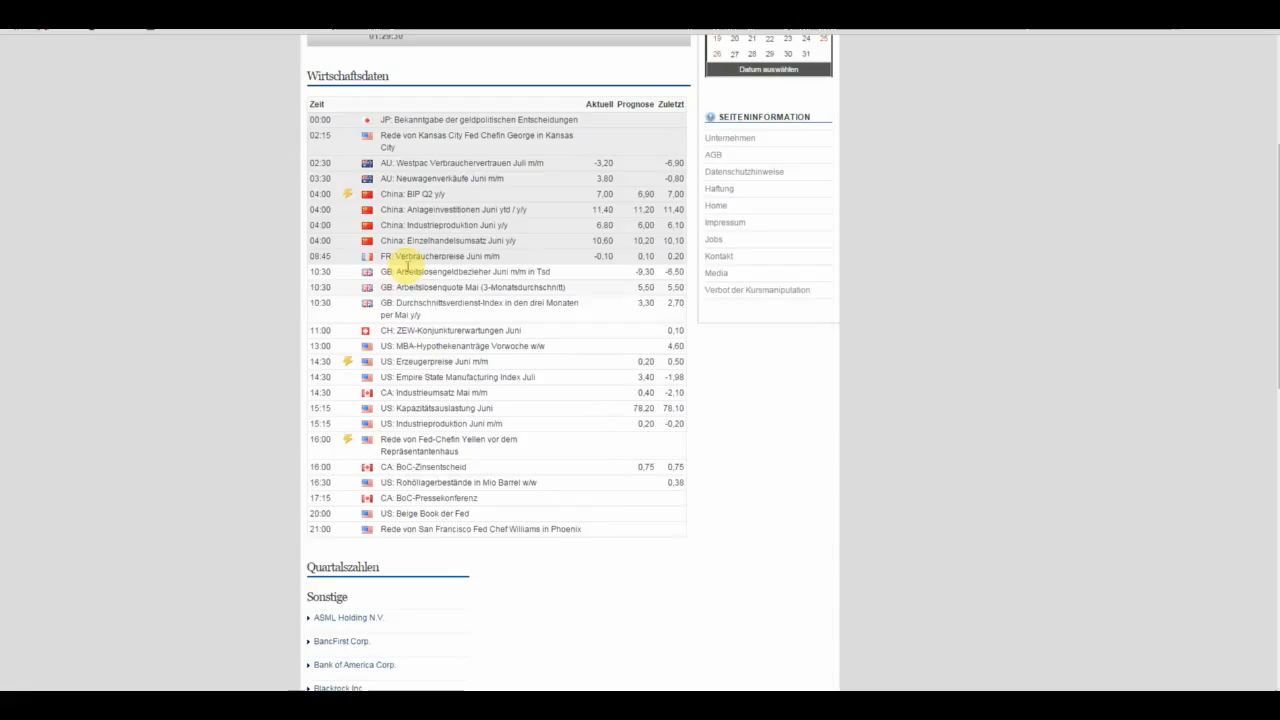 01:29:30
Wirtschaftsdaten
Zeit Aktuell Prognose Zuletzt
00:00 JP: Bekanntgabe der geldpolitischen Entscheidungen
02:15 Rede von Kansas City Fed Chefin George in Kansas
City
02:30 AU: Westpac Verbrauchervertrauen Juli m/m -3,20 -6,90
03:30 AU: Neuwagenverkäufe Juni m/m 3,80 -0,80
04:00 China: BIP Q2 y/y 7,00 6,90 7,00
04:00 China: Anlageinvestitionen Juni ytd / y/y 11,40 11,20 11,40
04:00 China: Industrieproduktion Juni y/y 6,80 6,00 6,10
04:00 China: Einzelhandelsumsatz Juni y/y 10,60 10,20 10,10
08:45 FR: Verbraucherpreise Juni m/m -0,10 0,10 0,20
10:30 GB: Arbeitslosengeldbezieher Juni m/m in Tsd -9,30 -6,50
10:30 GB: Arbeitslosenquote Mai (3-Monatsdurchschnitt) 5,50 5,50
10:30 GB: Durchschnittsverdienst-Index in den drei Monaten 3,30 2,70
per Mai y/y
11:00 CH: ZEW-Konjunkturerwartungen Juni 0,10
13:00 US: MBA-Hypothekenanträge Vorwoche w/w 4,60
14:30 US: Erzeugerpreise Juni m/m 0,20 0,50
14:30 US: Empire State Manufacturing Index Juli 3,40 -1,98
14:30 CA: Industrieumsatz Mai m/m 0,40 -2,10
15:15 US: Kapazitätsauslastung Juni 78,20 78,10
15:15 US: Industrieproduktion Juni m/m 0,20 -0,20
16:00 Rede von Fed-Chefin Yellen vor dem
Repräsentantenhaus
16:00 CA: BoC-Zinsentscheid 0,75 0,75
16:30 US: Rohöllagerbestände in Mio Barrel w/w 0,38
17:15 CA: BoC-Pressekonferenz
20:00 US: Beige Book der Fed
21:00 Rede von San Francisco Fed Chef Williams in Phoenix
Quartalszahlen
Sonstige
ASML Holding N.V.
BancFirst Corp.
Bank of America Corp.
Blackrock Inc.
19 20 21 22 23 24 25
26 27 28 29 30 31
Datum auswählen
SEITENINFORMATION
Unternehmen
AGB
Datenschutzhinweise
Haftung
Home
Impressum
Jobs
Kontakt
Media
Verbot der Kursmanipulation